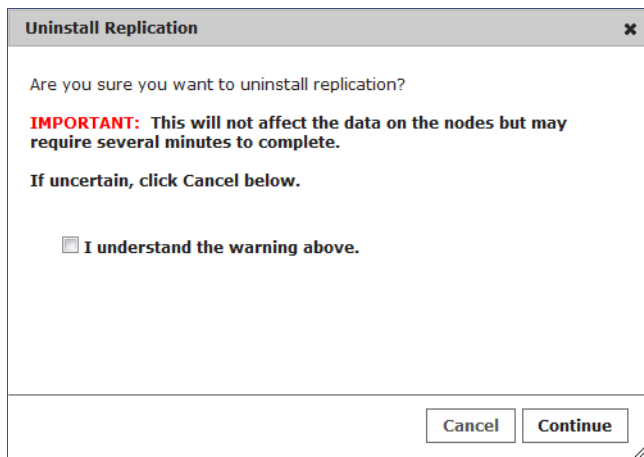 Uninstall Replication
Are you sure you want to uninstall replication?
IMPORTANT: This will not affect the data on the nodes but may
require several minutes to complete.
If uncertain, click Cancel below.
I understand the warning above.
Cancel
Continue